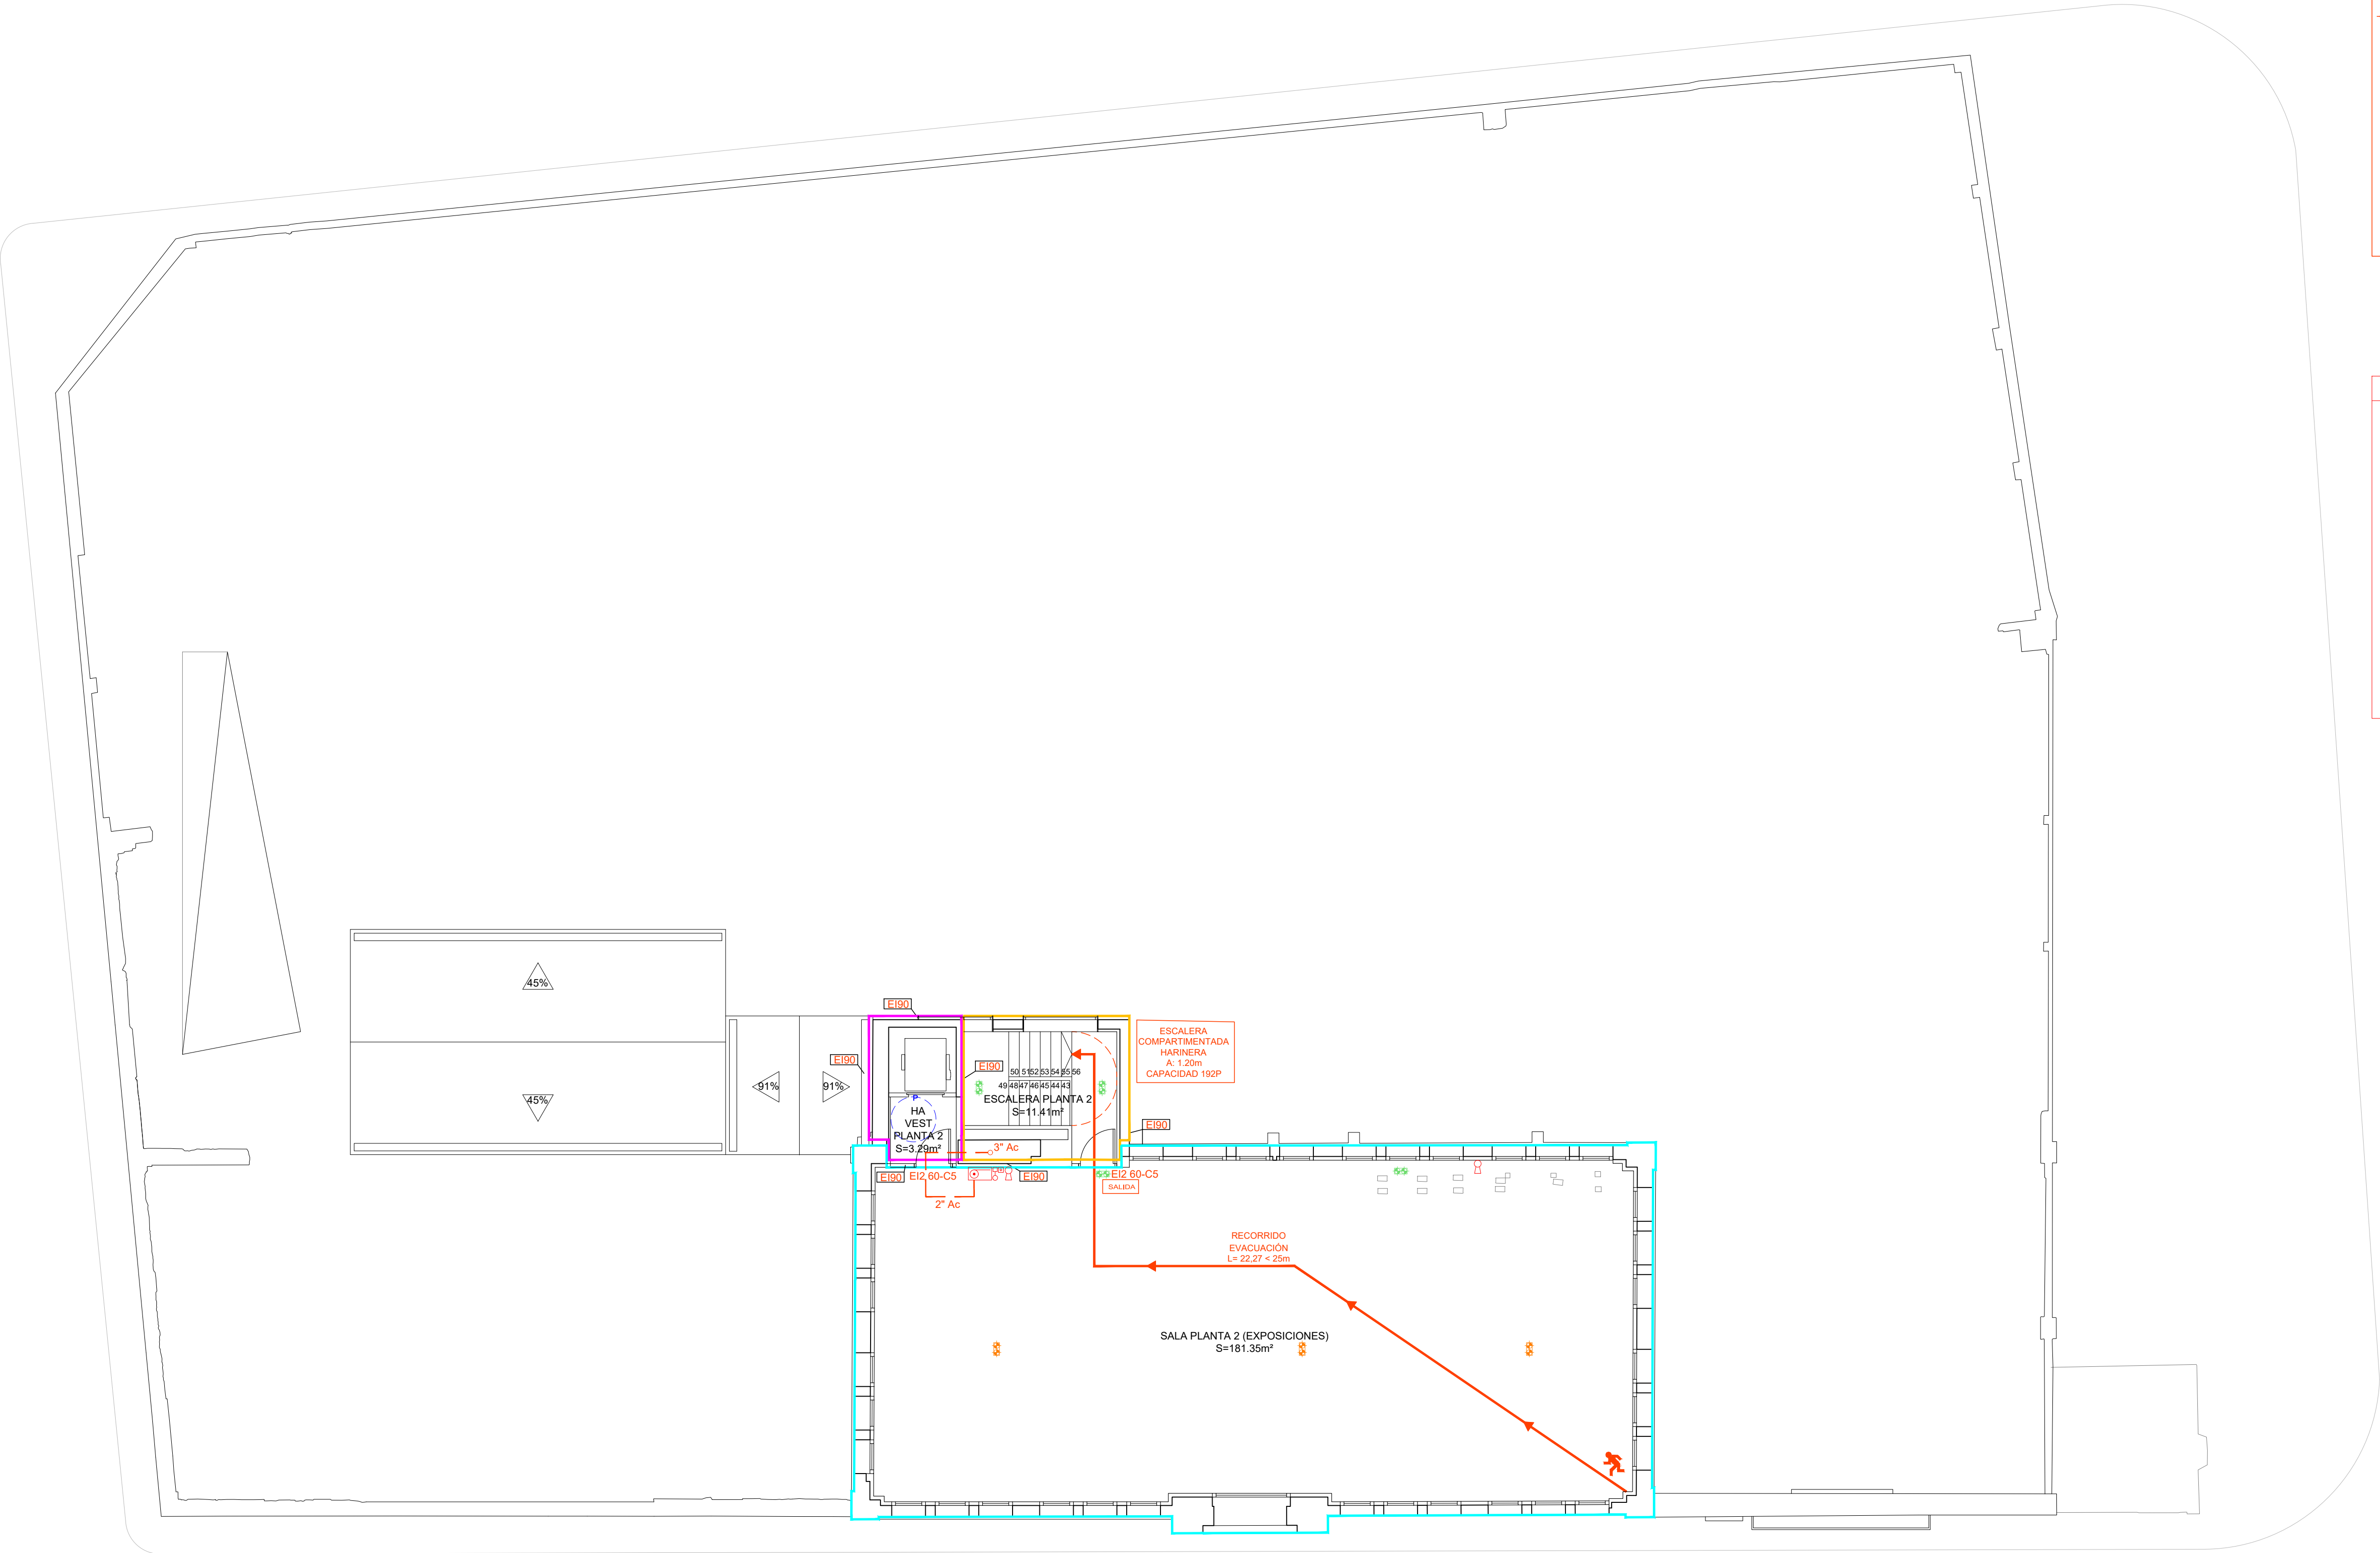 45%
45%
91%
91%
EI90
EI90
EI90
ESCALERA
COMPARTIMENTADA
HARINERA
A: 1.20m
CAPACIDAD 192P
50 51 52 53 54 55 56
49 48 47 46 45 44 43
ESCALERA PLANTA 2
S=11.41m²
P
HA
VEST
PLANTA 2
S=3.29m²
EI90
3" Ac
EI90
EI2 60-C5
EI90
EI2 60-C5
SALIDA
2" Ac
RECORRIDO
EVACUACIÓN
L= 22,27 < 25m
SALA PLANTA 2 (EXPOSICIONES)
S=181.35m²